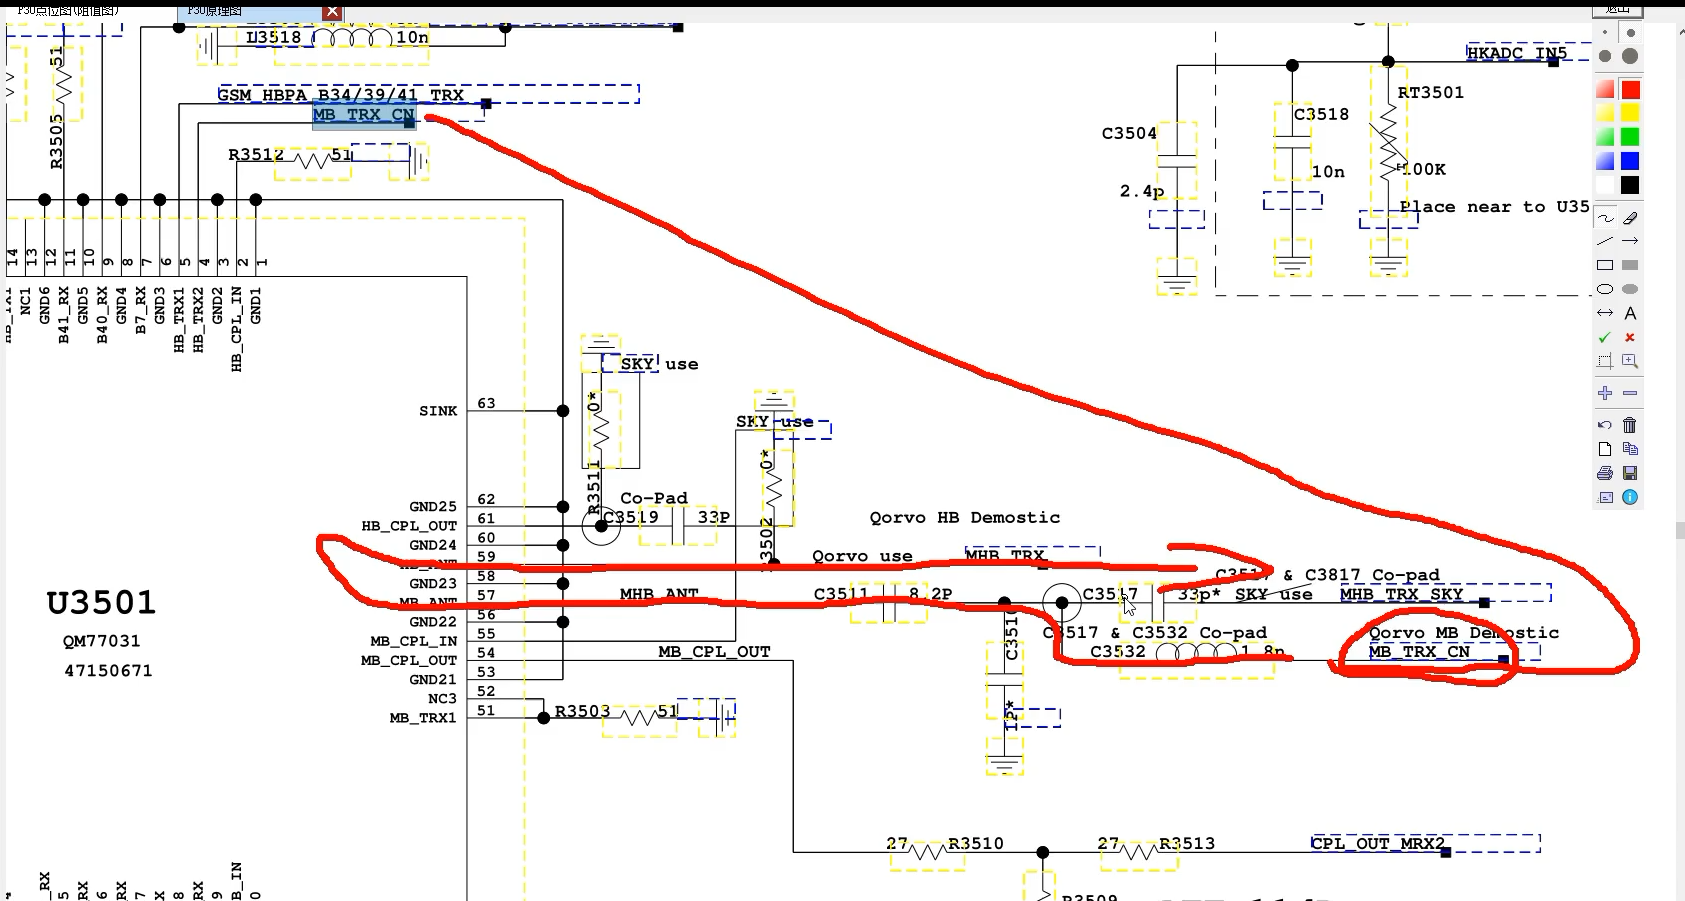 P30点位图(阻值图) P30原理图
退出
L3518 10n
51
R3505
GSM_HBPA_B34/39/41_TRX
MB_TRX_CN
R3512 51
HKADC_IN5
RT3501
C3518
C3504
10n
100K
2.4p
Place near to U35
14 13 12 11 10 9 8 7 6 5 4 3 2 1
NC1
GND6
B41_RX
GND5
B40_RX
GND4
B7_RX
GND3
HB_TRX1
HB_TRX2
GND2
HB_CPL_IN
GND1
SKY use
SINK 63
0*
R3511
SKY use
0*
Co-Pad
C3519 33P
GND25 62
HB_CPL_OUT 61
GND24 60
59
GND23 58
MB_ANT 57
GND22 56
MB_CPL_IN 55
MB_CPL_OUT 54
GND21 53
NC3 52
MB_TRX1 51
Qorvo HB Demostic
Qorvo use MHB_TRX
C3517 & C3817 Co-pad
MHB_ANT C3511 8.2P C3517 33p* SKY use MHB_TRX_SKY
C3517 & C3532 Co-pad Qorvo MB Demostic
MB_CPL_OUT C3532 1.8n MB_TRX_CN
R3503 51
U3501
QM77031
47150671
27 R3510 27 R3513 CPL_OUT_MRX2
R3509